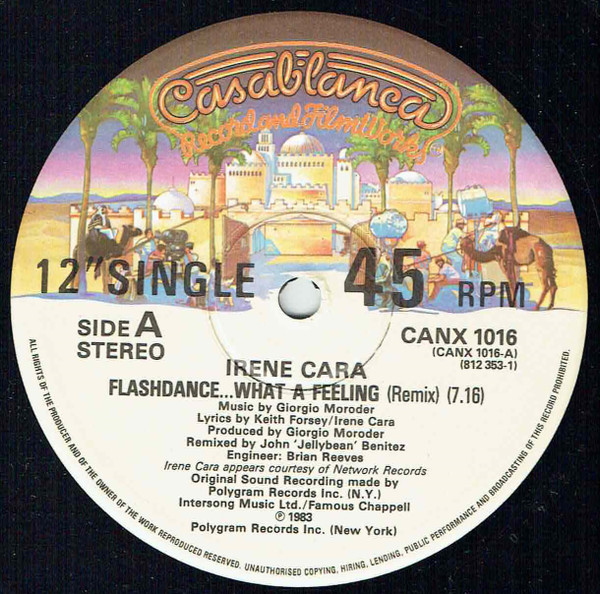 Casablanca
Record and FilmWorks
12" SINGLE 45 RPM
SIDE A
STEREO
CANX 1016
(CANX 1016-A)
(812 353-1)
IRENE CARA
FLASHDANCE...WHAT A FEELING (Remix) (7.16)
Music by Giorgio Moroder
Lyrics by Keith Forsey/Irene Cara
Produced by Giorgio Moroder
Remixed by John 'Jellybean' Benitez
Engineer: Brian Reeves
Irene Cara appears courtesy of Network Records
Original Sound Recording made by
Polygram Records Inc. (N.Y.)
Intersong Music Ltd./Famous Chappell
℗ 1983
Polygram Records Inc. (New York)
ALL RIGHTS OF THE PRODUCER AND OF THE OWNER OF THE WORK REPRODUCED RESERVED. UNAUTHORISED COPYING, HIRING, LENDING, PUBLIC PERFORMANCE AND BROADCASTING OF THIS RECORD PROHIBITED.